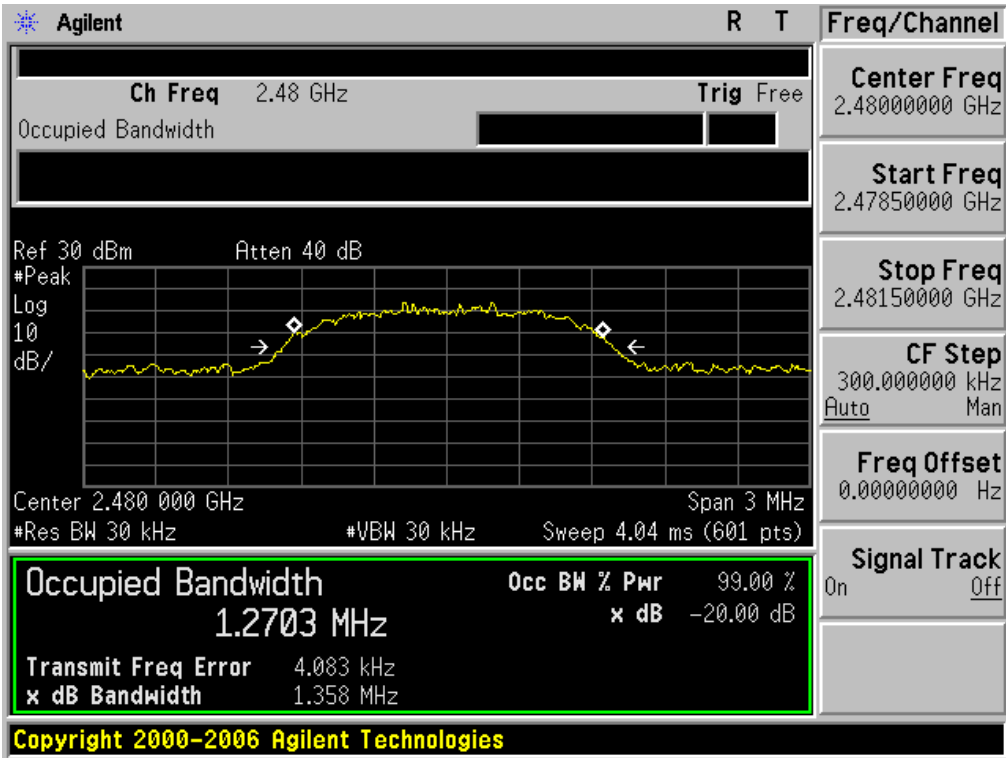 Agilent R T
Ch Freq 2.48 GHz Trig Free
Occupied Bandwidth
Ref 30 dBm Atten 40 dB
#Peak
Log
10
dB/
Center 2.480 000 GHz Span 3 MHz
#Res BW 30 kHz #VBW 30 kHz Sweep 4.04 ms (601 pts)
Occupied Bandwidth
1.2703 MHz
Occ BW % Pwr 99.00 %
x dB -20.00 dB
Transmit Freq Error 4.083 kHz
x dB Bandwidth 1.358 MHz
Copyright 2000-2006 Agilent Technologies
Freq/Channel
Center Freq
2.48000000 GHz
Start Freq
2.47850000 GHz
Stop Freq
2.48150000 GHz
CF Step
300.000000 kHz
Auto Man
Freq Offset
0.00000000 Hz
Signal Track
On Off